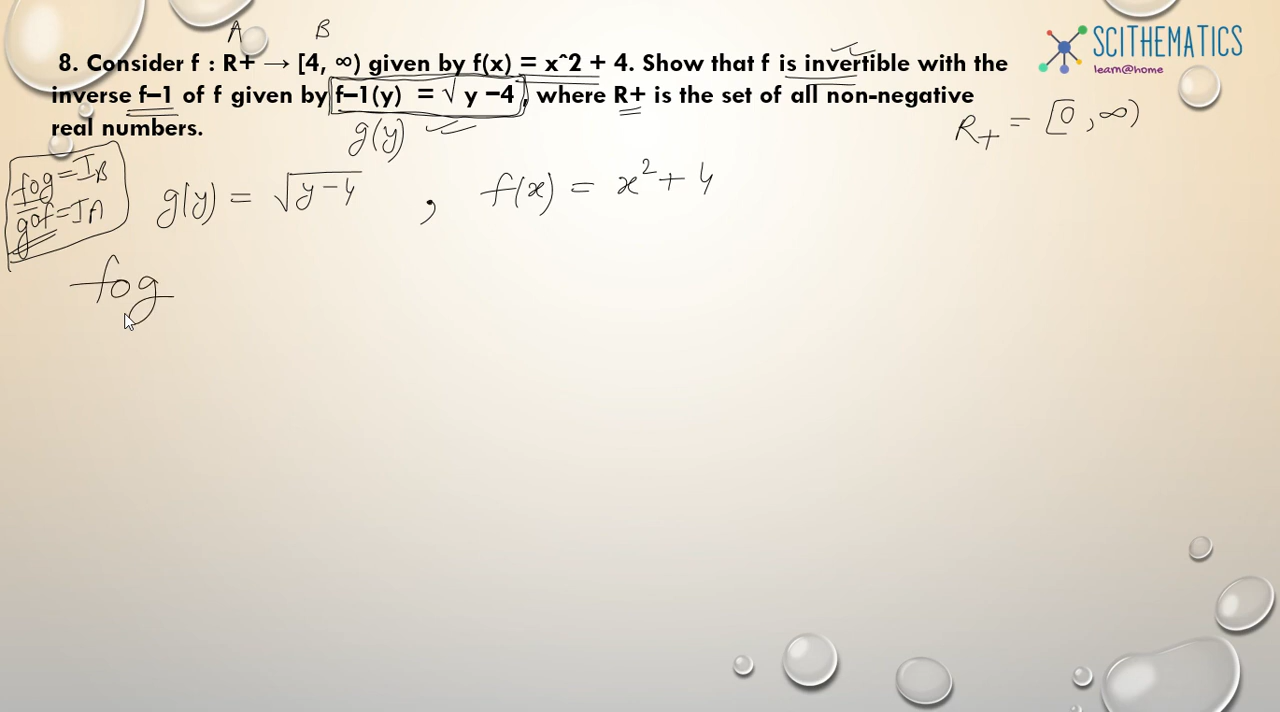 A B
SCITHEMATICS
learn@home
8. Consider f : R+ → [4, ∞) given by f(x) = x^2 + 4. Show that f is invertible with the
inverse f–1 of f given by f–1(y) = √ y –4 , where R+ is the set of all non-negative
real numbers.
g(y)
R+ = [0, ∞)
fog = IB
gof = IA
g(y) = √y-4 , f(x) = x² + 4
fog